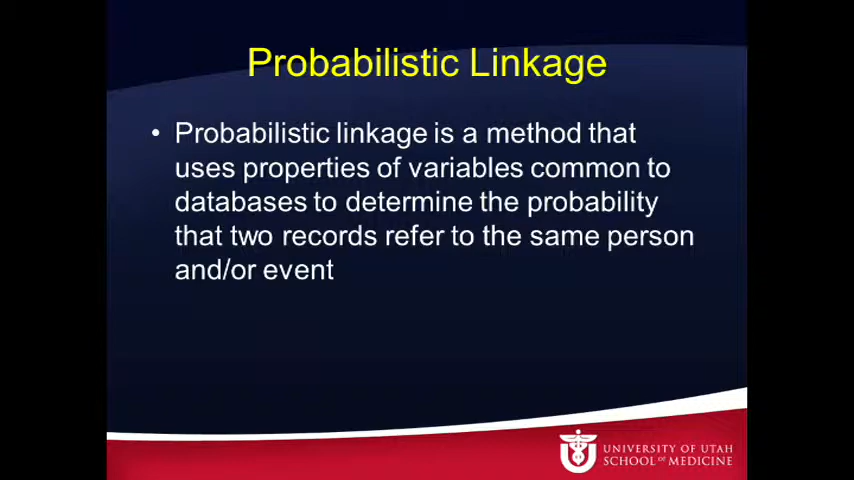 Probabilistic Linkage
• Probabilistic linkage is a method that
uses properties of variables common to
databases to determine the probability
that two records refer to the same person
and/or event
UNIVERSITY OF UTAH
SCHOOL OF MEDICINE